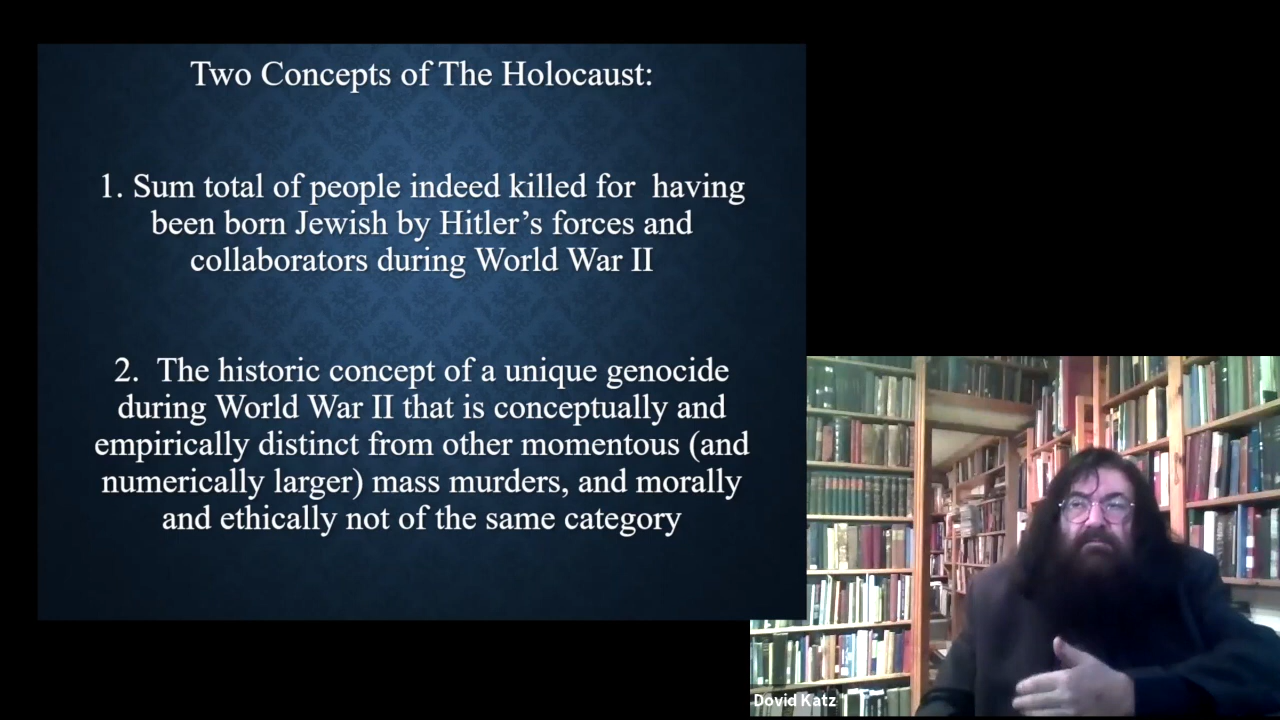 Two Concepts of The Holocaust:
1. Sum total of people indeed killed for  having
been born Jewish by Hitler’s forces and
collaborators during World War II
2.  The historic concept of a unique genocide
during World War II that is conceptually and
empirically distinct from other momentous (and
numerically larger) mass murders, and morally
and ethically not of the same category
Dovid Katz